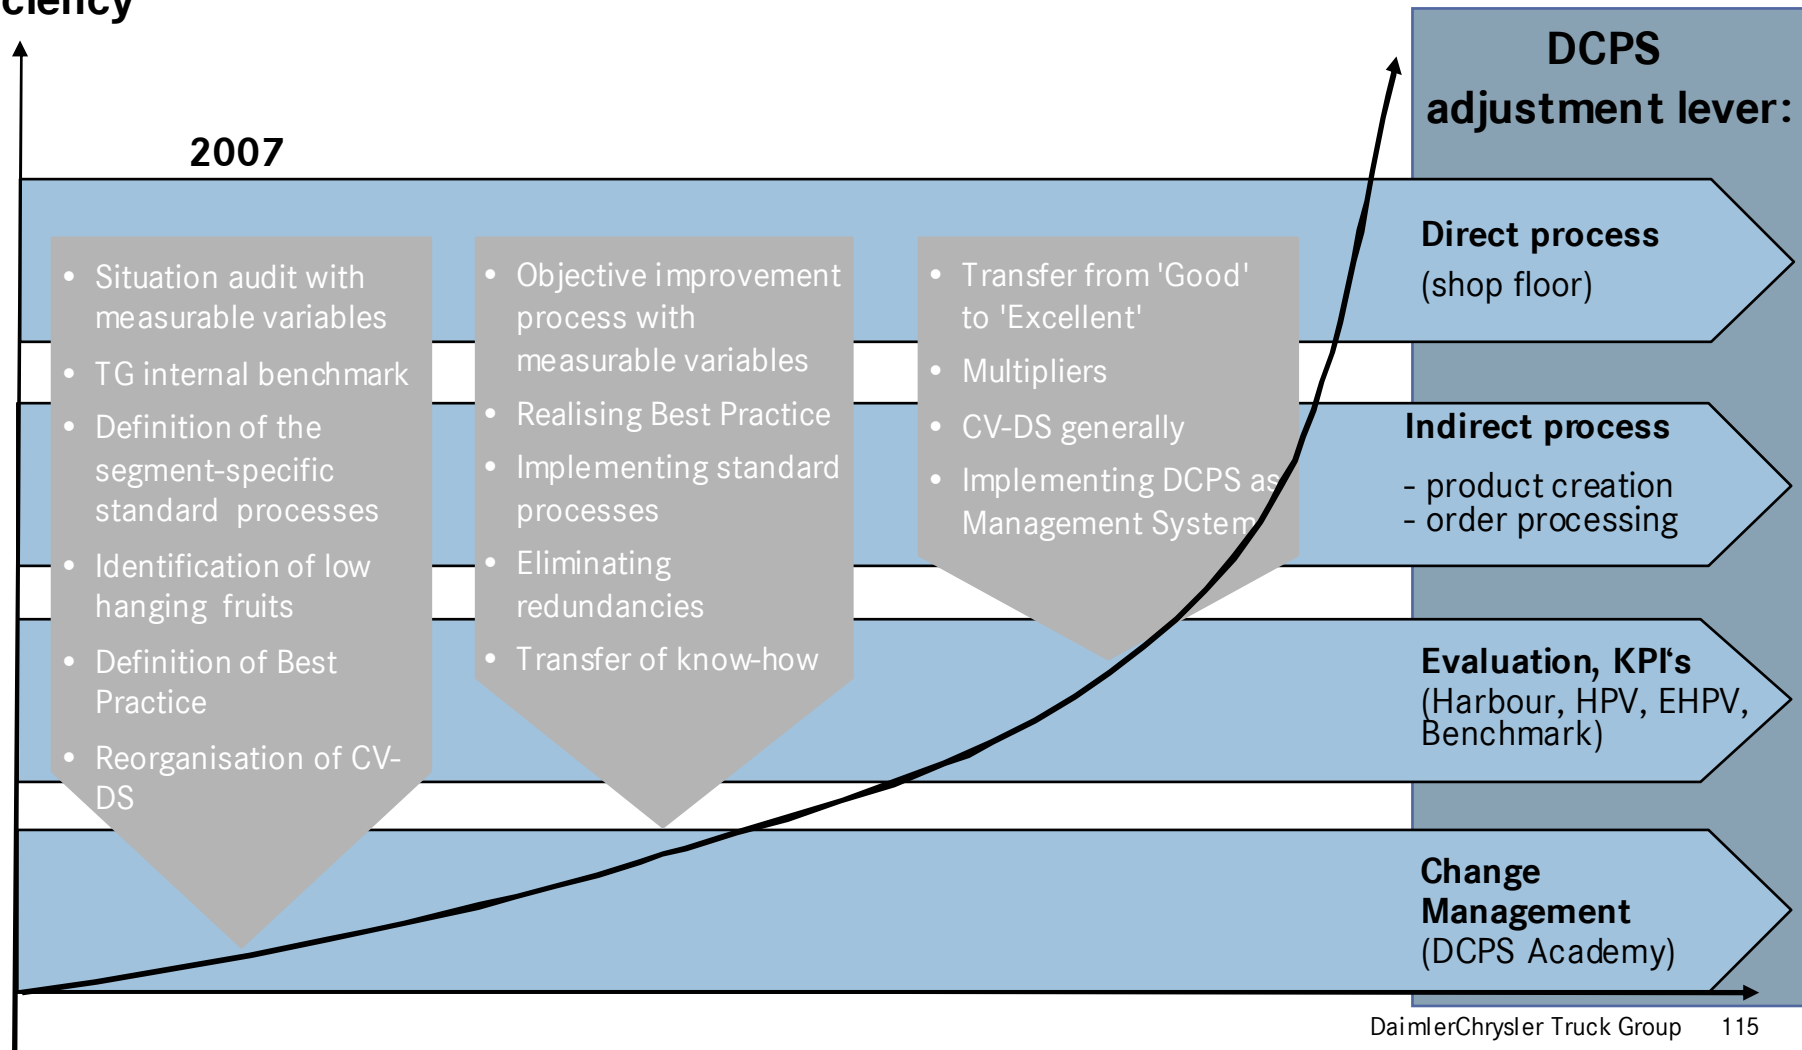 2007
• Situation audit with
measurable variables
• TG internal benchmark
• Definition of the
segment-specific
standard processes
• Identification of low
hanging fruits
• Definition of Best
Practice
• Reorganisation of CV-
DS
• Objective improvement
process with
measurable variables
• Realising Best Practice
• Implementing standard
processes
• Eliminating
redundancies
• Transfer of know-how
• Transfer from 'Good'
to 'Excellent'
• Multipliers
• CV-DS generally
• Implementing DCPS as
Management System
DCPS
adjustment lever:
Direct process
(shop floor)
Indirect process
- product creation
- order processing
Evaluation, KPI‘s
(Harbour, HPV, EHPV,
Benchmark)
Change
Management
(DCPS Academy)
DaimlerChrysler Truck Group 115